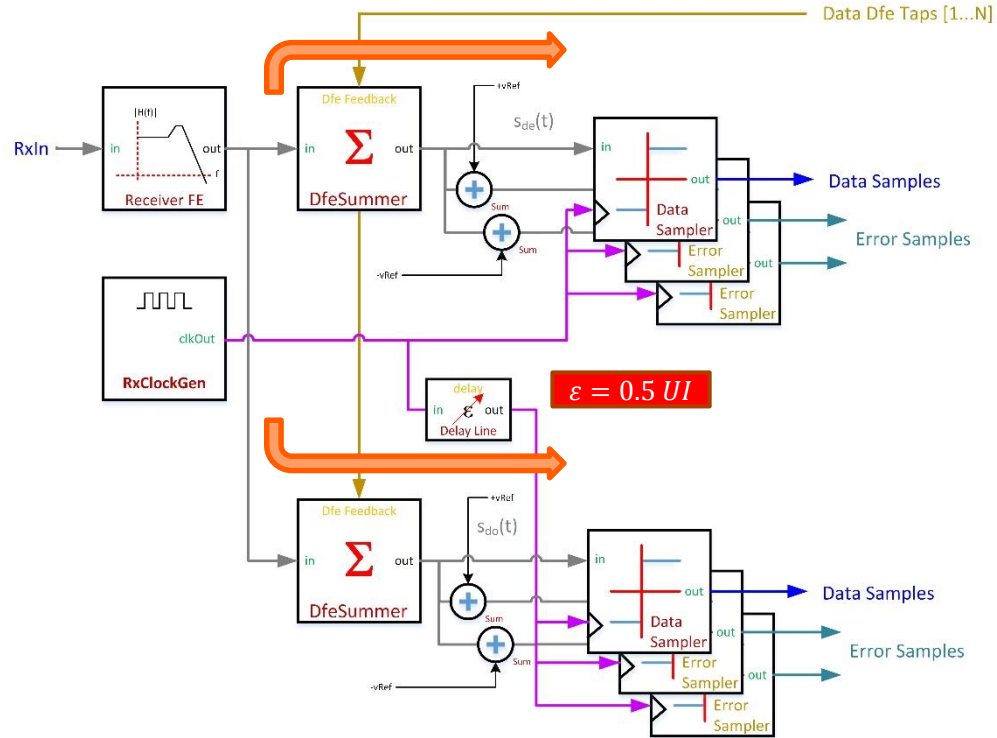 Data Dfe Taps [1...N]
RxIn
|H(f)|
in
out
f
Receiver FE
Dfe Feedback
in
Σ
out
DfeSummer
+vRef
Sum
Sum
-vRef
s_de(t)
in
out
Data
Sampler
out
Error
Sampler
out
Error
Sampler
Data Samples
Error Samples
clkOut
RxClockGen
delay
in
ε
out
Delay Line
ε = 0.5 UI
Dfe Feedback
in
Σ
out
DfeSummer
+vRef
Sum
Sum
-vRef
s_do(t)
in
out
Data
Sampler
out
Error
Sampler
out
Error
Sampler
Data Samples
Error Samples